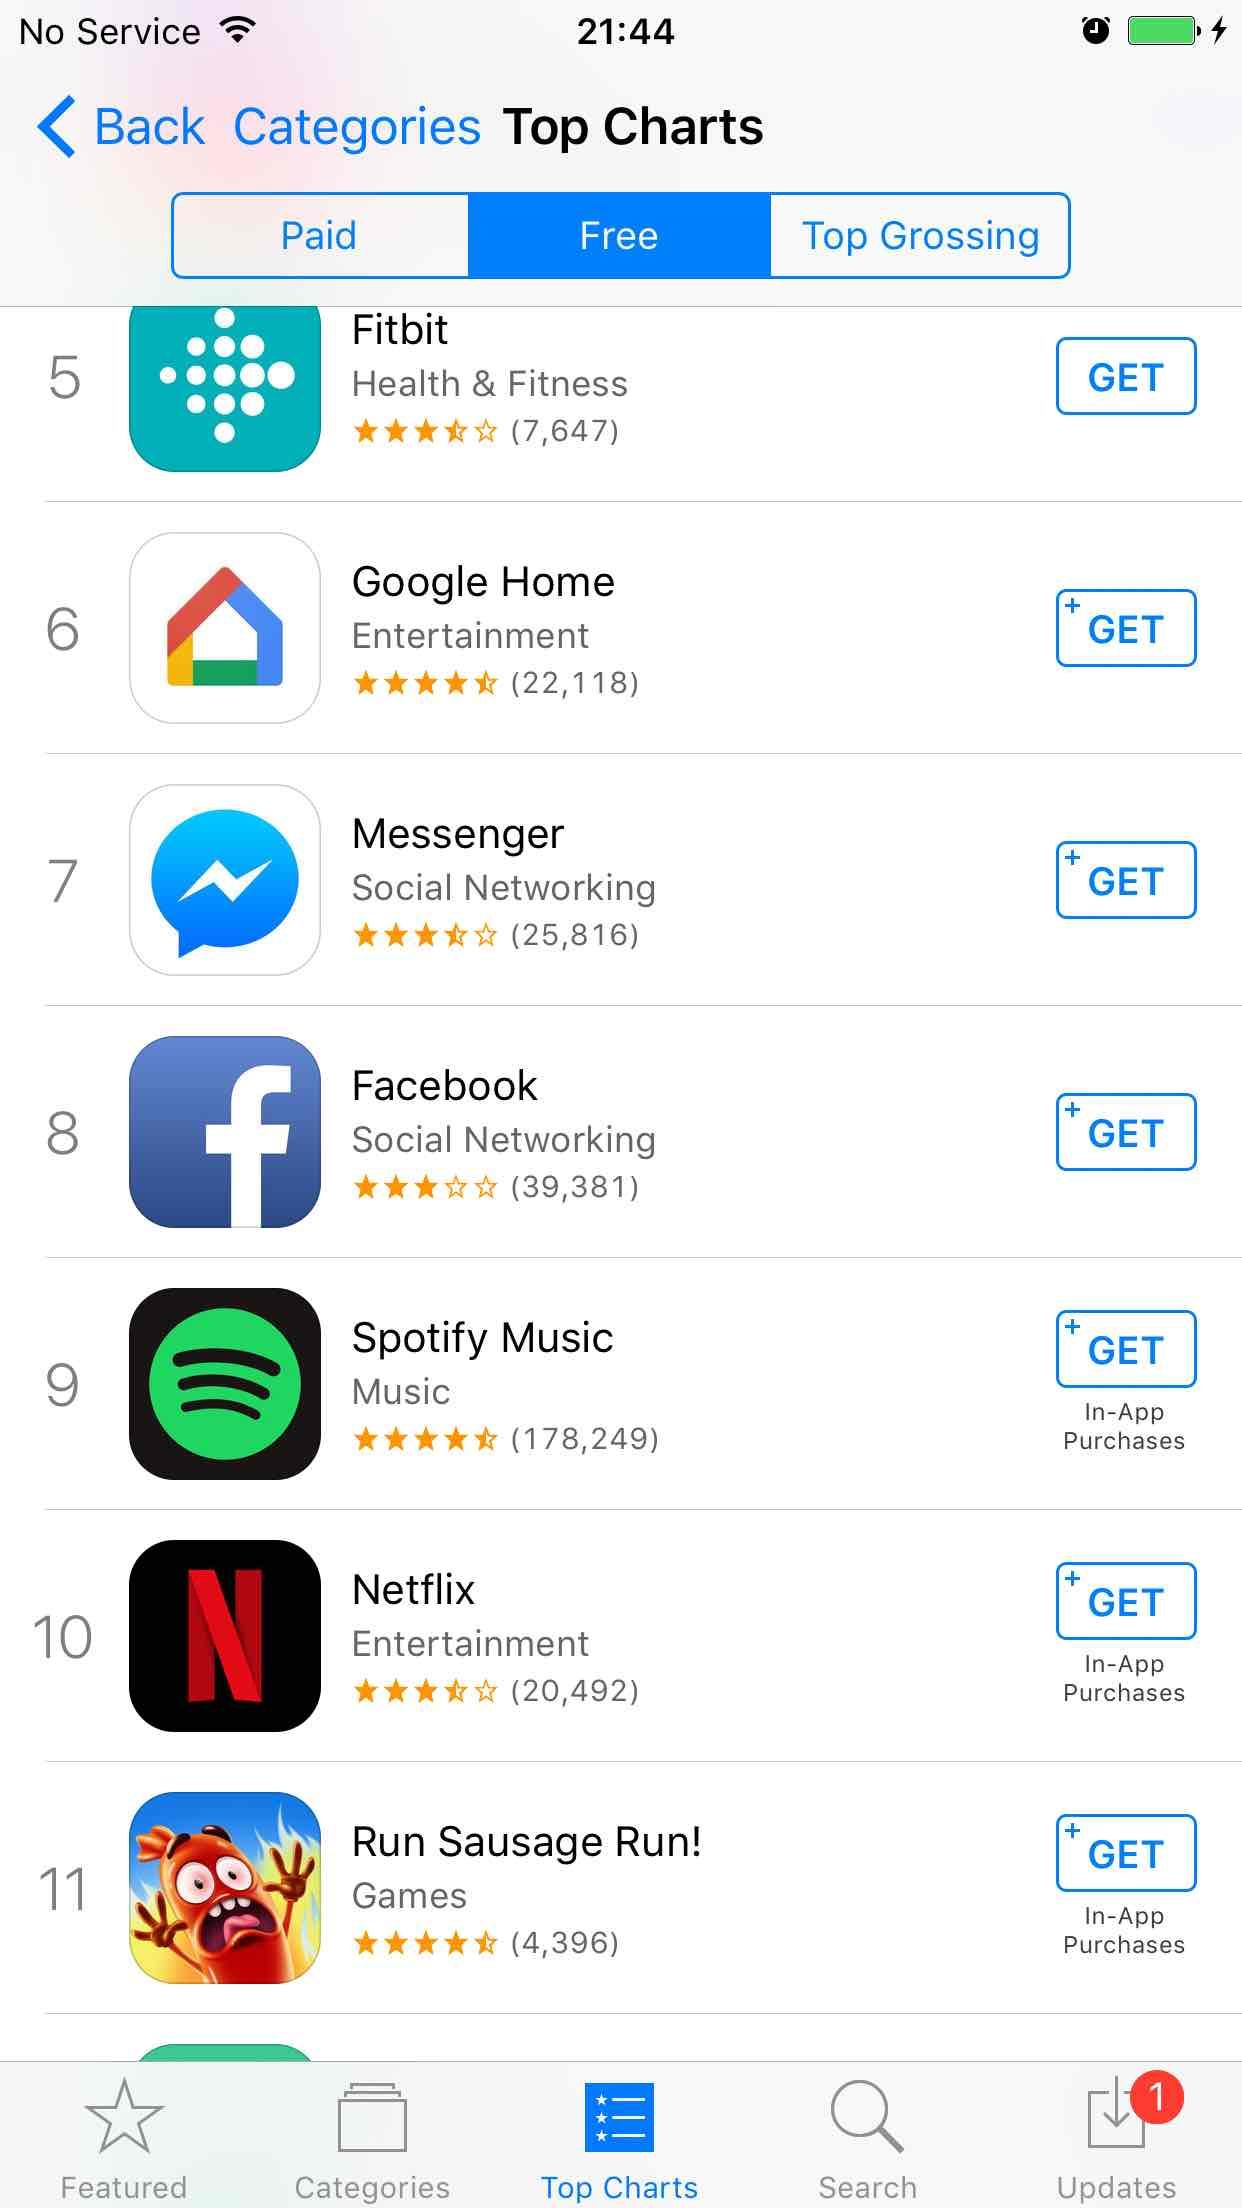 No Service 21:44
Back Categories Top Charts
Paid Free Top Grossing
5
Fitbit
Health & Fitness
(7,647)
GET
6
Google Home
Entertainment
(22,118)
+ GET
7
Messenger
Social Networking
(25,816)
+ GET
8
Facebook
Social Networking
(39,381)
+ GET
9
Spotify Music
Music
(178,249)
+ GET
In-App
Purchases
10
Netflix
Entertainment
(20,492)
+ GET
In-App
Purchases
11
Run Sausage Run!
Games
(4,396)
+ GET
In-App
Purchases
1
Featured Categories Top Charts Search Updates